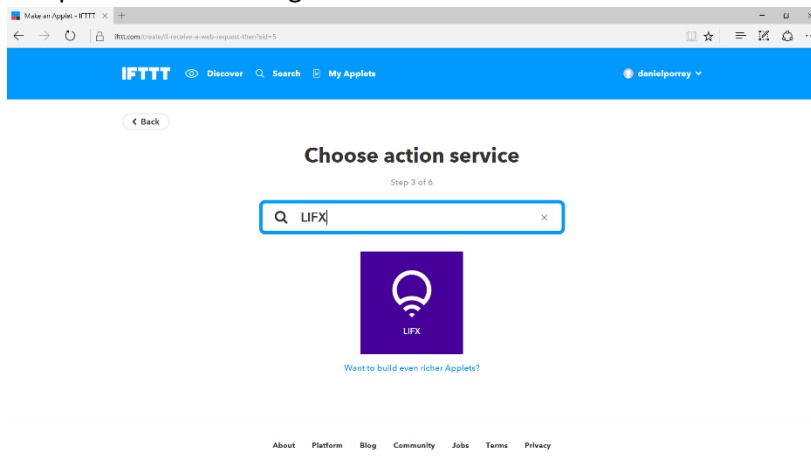 Make an Applet - IFTTT
ifttt.com/create/if-receive-a-web-request-then?sid=5
IFTTT Discover Search My Applets danielporrey
Back
Choose action service
Step 3 of 6
LIFX
LIFX
Want to build even richer Applets?
About Platform Blog Community Jobs Terms Privacy